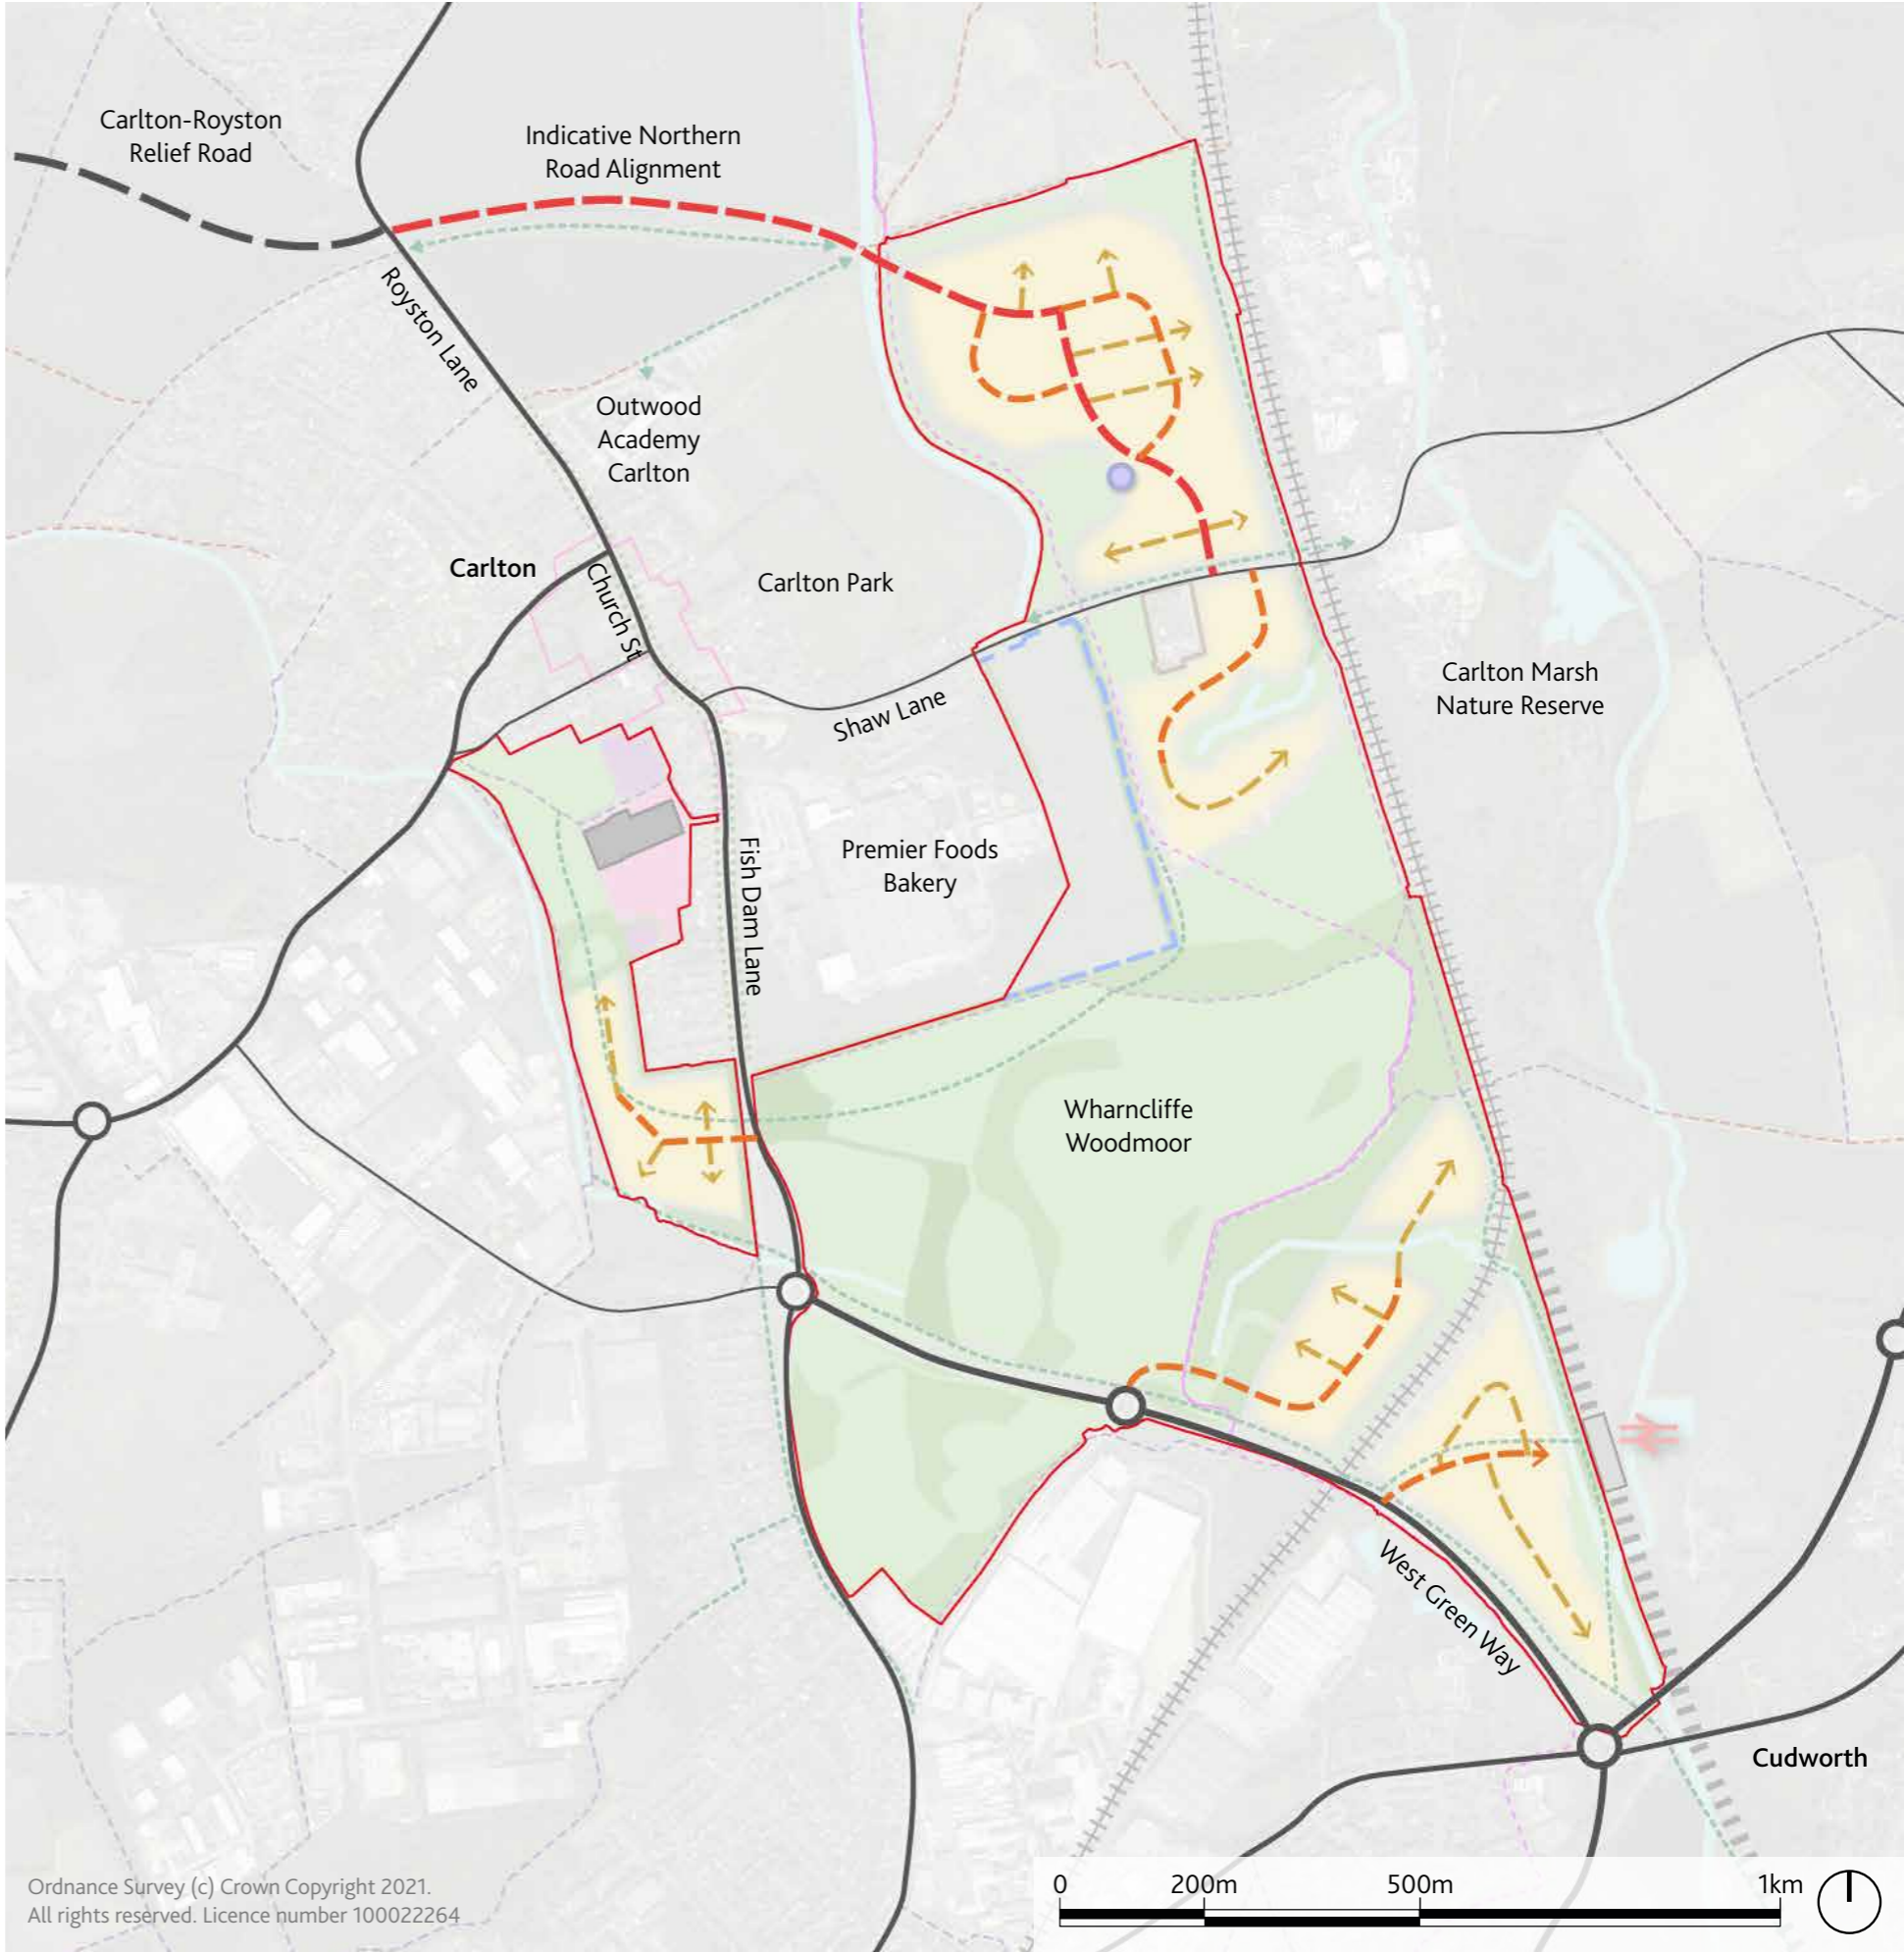 Carlton-Royston
Relief Road
Indicative Northern
Road Alignment
Royston Lane
Outwood
Academy
Carlton
Carlton
Church St
Carlton Park
Shaw Lane
Carlton Marsh
Nature Reserve
Premier Foods
Bakery
Fish Dam Lane
Wharncliffe
Woodmoor
West Green Way
Cudworth
Ordnance Survey (c) Crown Copyright 2021.
All rights reserved. Licence number 100022264
0 200m 500m 1km